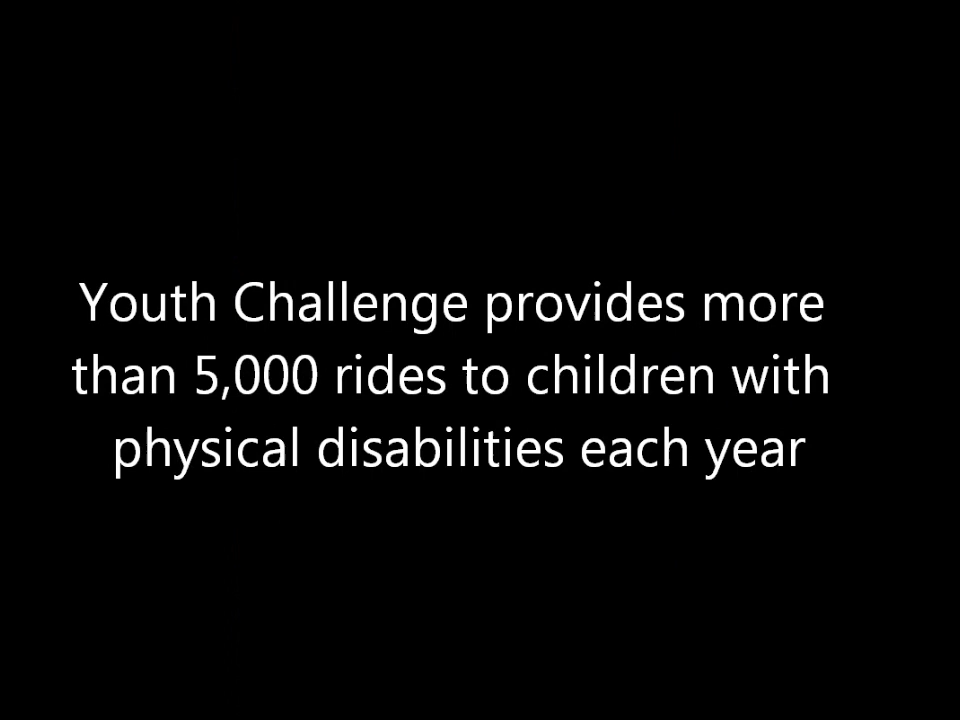 Youth Challenge provides more
than 5,000 rides to children with
physical disabilities each year